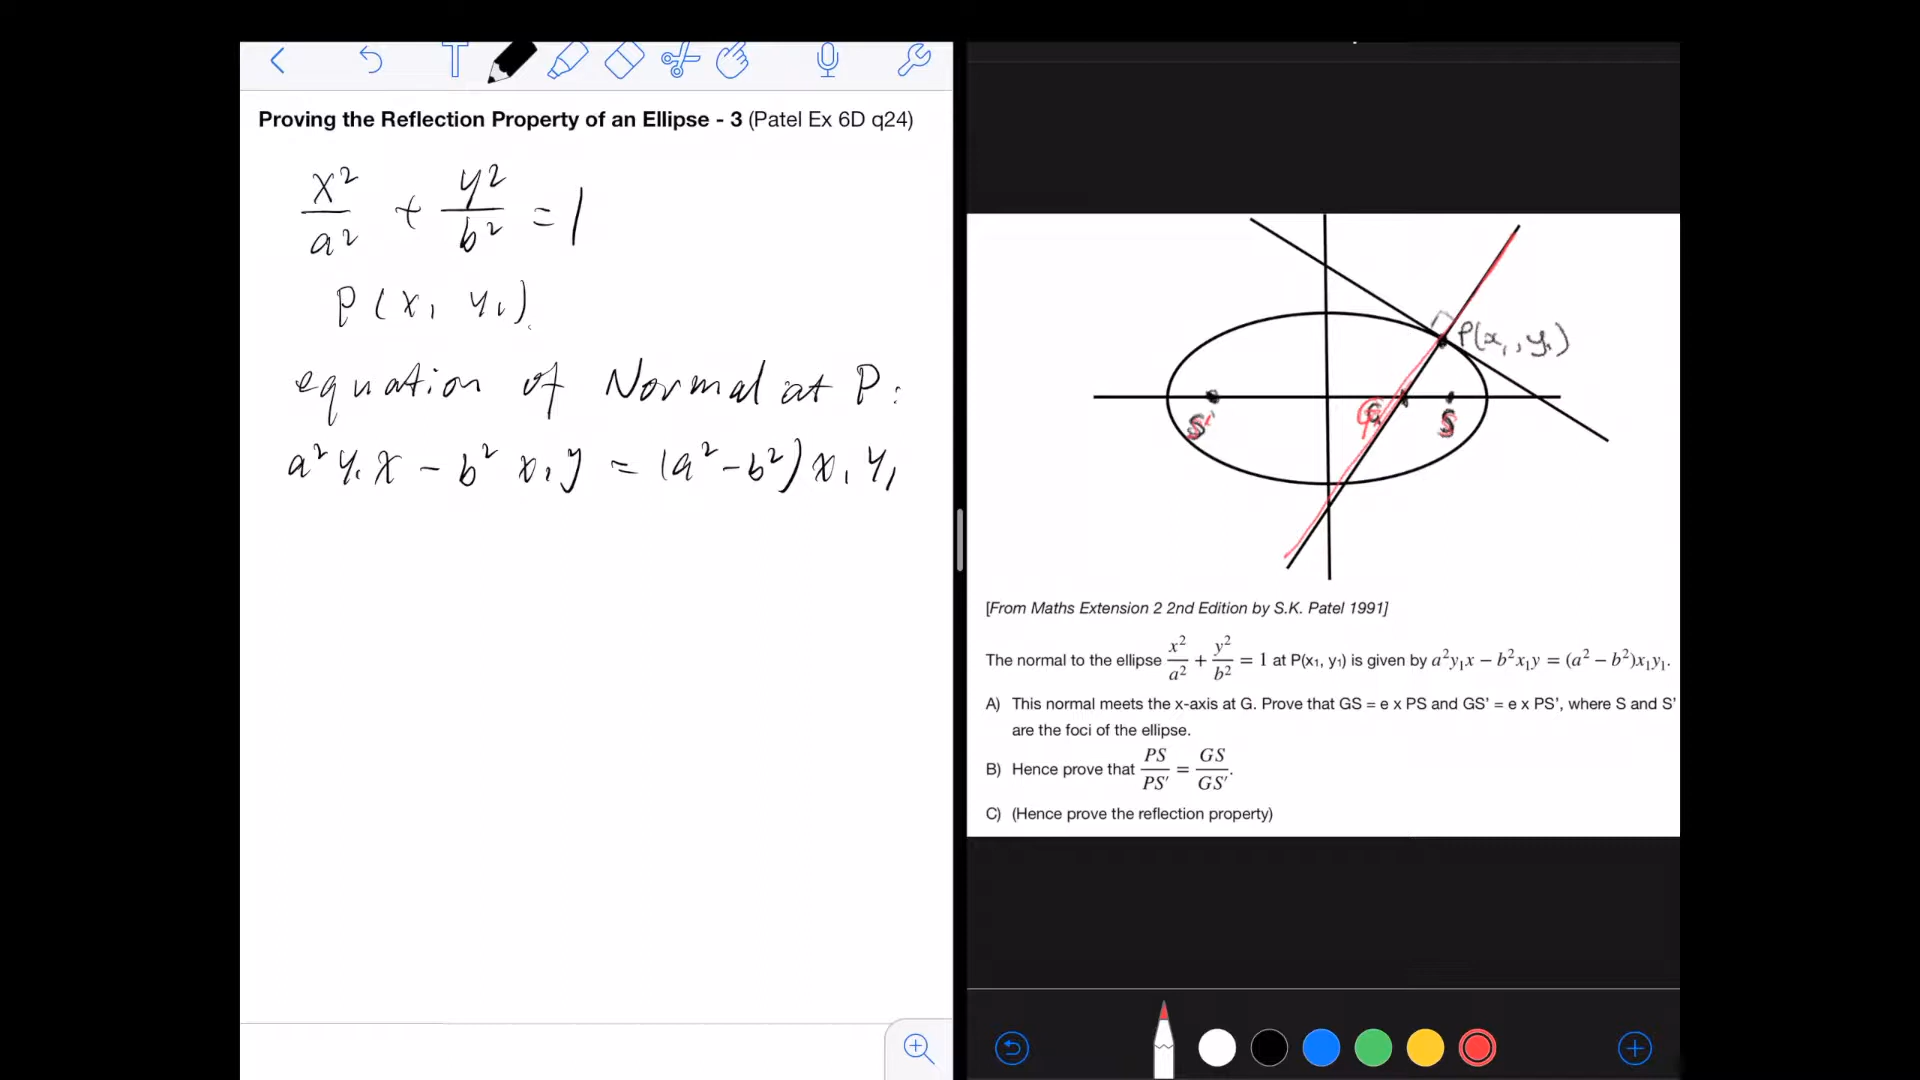 Proving the Reflection Property of an Ellipse - 3 (Patel Ex 6D q24)
x²/a² + y²/b² = 1
P(x₁ y₁)
equation of Normal at P:
a²y₁x - b²x₁y = (a²-b²)x₁y₁
P(x₁, y₁)
S' G S
[From Maths Extension 2 2nd Edition by S.K. Patel 1991]
The normal to the ellipse x²/a² + y²/b² = 1 at P(x₁, y₁) is given by a²y₁x − b²x₁y = (a² − b²)x₁y₁.
A) This normal meets the x-axis at G. Prove that GS = e x PS and GS' = e x PS', where S and S'
are the foci of the ellipse.
B) Hence prove that PS/PS' = GS/GS'.
C) (Hence prove the reflection property)